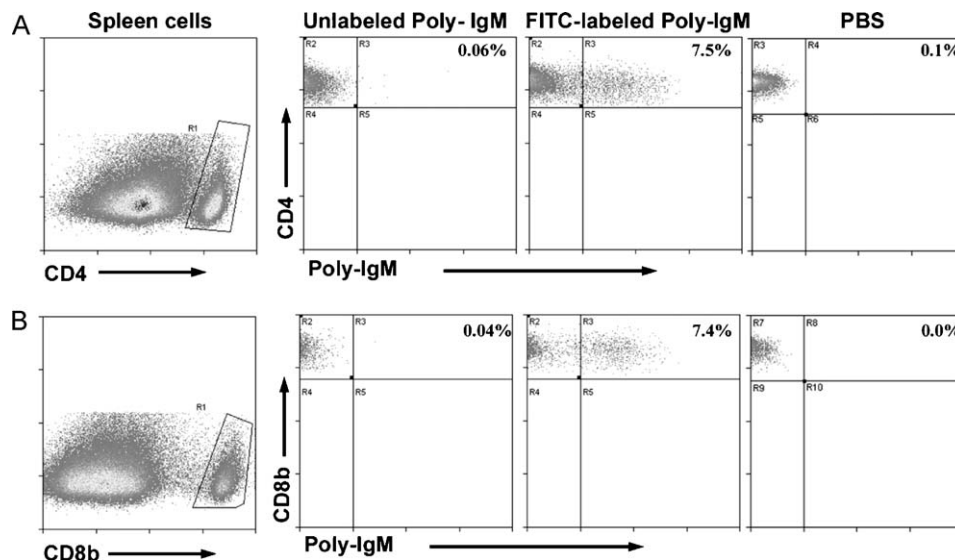 A
Spleen cells
Unlabeled Poly- IgM
FITC-labeled Poly-IgM
PBS
R1
CD4
R2 R3 0.06%
R4 R5
R2 R3 7.5%
R4 R5
R3 R4 0.1%
R5 R6
CD4
Poly-IgM
B
R1
CD8b
R2 R3 0.04%
R4 R5
R2 R3 7.4%
R4 R5
R7 R8 0.0%
R9 R10
CD8b
Poly-IgM